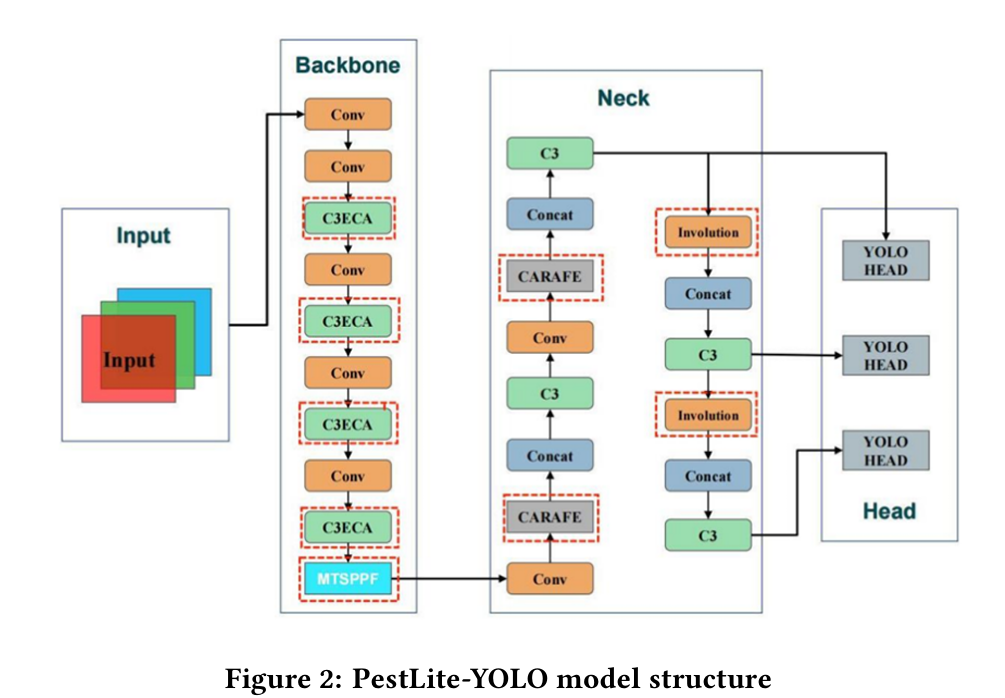 Backbone
Conv
Conv
C3ECA
Conv
C3ECA
Conv
C3ECA
Conv
C3ECA
MTSPPF
Input
Input
Neck
C3
Concat
CARAFE
Conv
C3
Concat
CARAFE
Conv
Involution
Concat
C3
Involution
Concat
C3
YOLO
HEAD
YOLO
HEAD
YOLO
HEAD
Head
Figure 2: PestLite-YOLO model structure